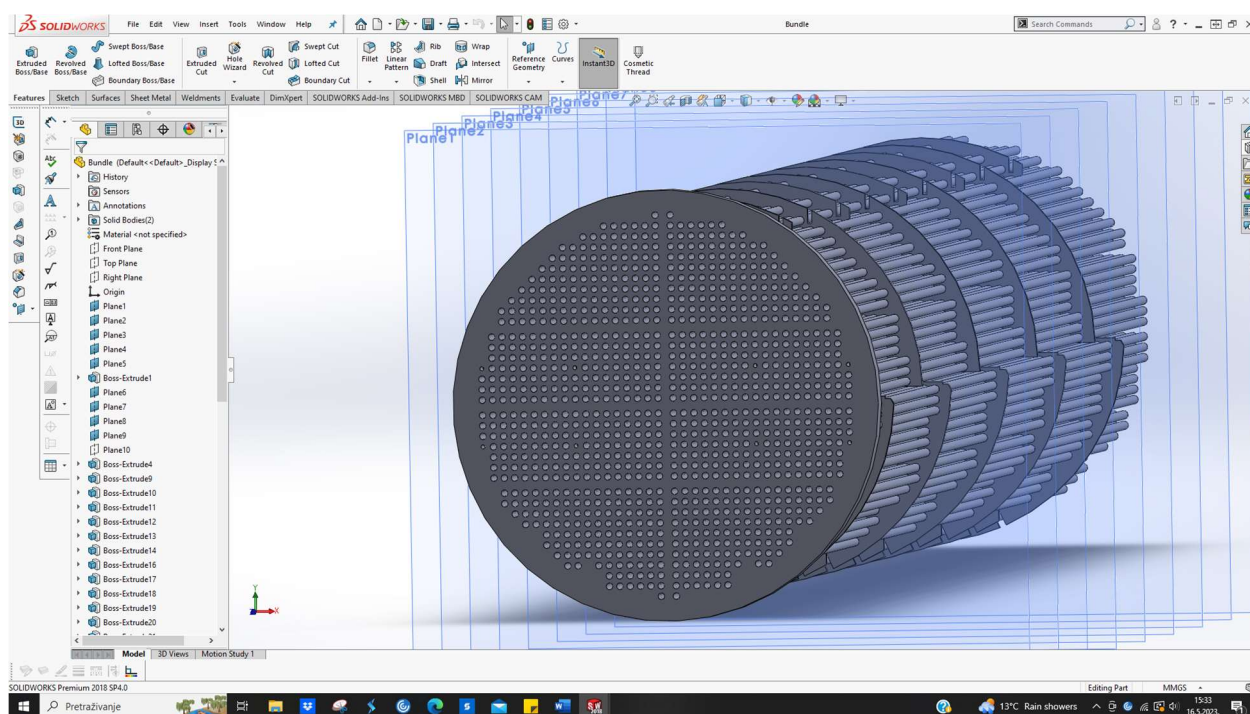 SOLIDWORKS File Edit View Insert Tools Window Help Bundle Search Commands
Extruded Boss/Base
Revolved Boss/Base
Swept Boss/Base
Lofted Boss/Base
Boundary Boss/Base
Extruded Cut
Hole Wizard
Revolved Cut
Swept Cut
Lofted Cut
Boundary Cut
Fillet
Linear Pattern
Rib
Draft
Shell
Wrap
Intersect
Mirror
Reference Geometry
Curves
Instant3D
Cosmetic Thread
Features Sketch Surfaces Sheet Metal Weldments Evaluate DimXpert SOLIDWORKS Add-Ins SOLIDWORKS MBD SOLIDWORKS CAM
Bundle (Default<<Default>_Display S
History
Sensors
Annotations
Solid Bodies(2)
Material <not specified>
Front Plane
Top Plane
Right Plane
Origin
Plane1
Plane2
Plane3
Plane4
Plane5
Boss-Extrude1
Plane6
Plane7
Plane8
Plane9
Plane10
Boss-Extrude4
Boss-Extrude9
Boss-Extrude10
Boss-Extrude11
Boss-Extrude12
Boss-Extrude13
Boss-Extrude14
Boss-Extrude16
Boss-Extrude17
Boss-Extrude18
Boss-Extrude19
Boss-Extrude20
Plane1
Plane2
Plane3
Plane4
Y
X
Model 3D Views Motion Study 1
SOLIDWORKS Premium 2018 SP4.0 Editing Part MMGS
Pretraživanje 13°C Rain showers 15:33
16.5.2023.